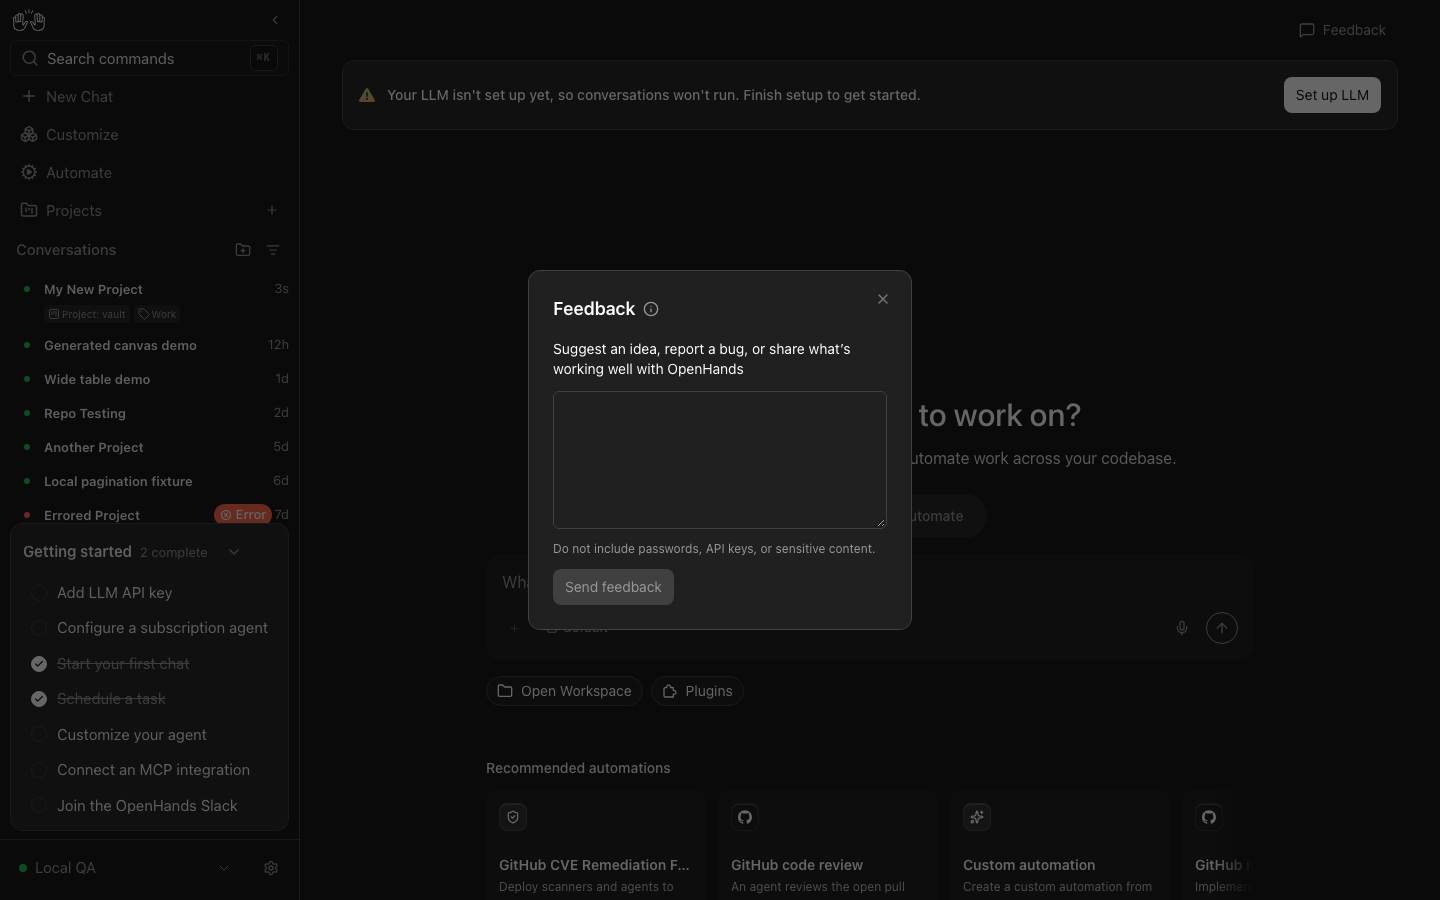 Search commands
⌘K
New Chat
Customize
Automate
Projects
Conversations
My New Project
3s
Project: vault
Work
Generated canvas demo
12h
Wide table demo
1d
Repo Testing
2d
Another Project
5d
Local pagination fixture
6d
Errored Project
Error
7d
Getting started
2 complete
Add LLM API key
Configure a subscription agent
Start your first chat
Schedule a task
Customize your agent
Connect an MCP integration
Join the OpenHands Slack
Local QA
Feedback
Your LLM isn't set up yet, so conversations won't run. Finish setup to get started.
Set up LLM
Feedback
Suggest an idea, report a bug, or share what’s
working well with OpenHands
Do not include passwords, API keys, or sensitive content.
Send feedback
to work on?
work across your codebase.
Open Workspace
Plugins
Recommended automations
GitHub CVE Remediation F...
Deploy scanners and agents to
GitHub code review
An agent reviews the open pull
Custom automation
Create a custom automation from
GitHub